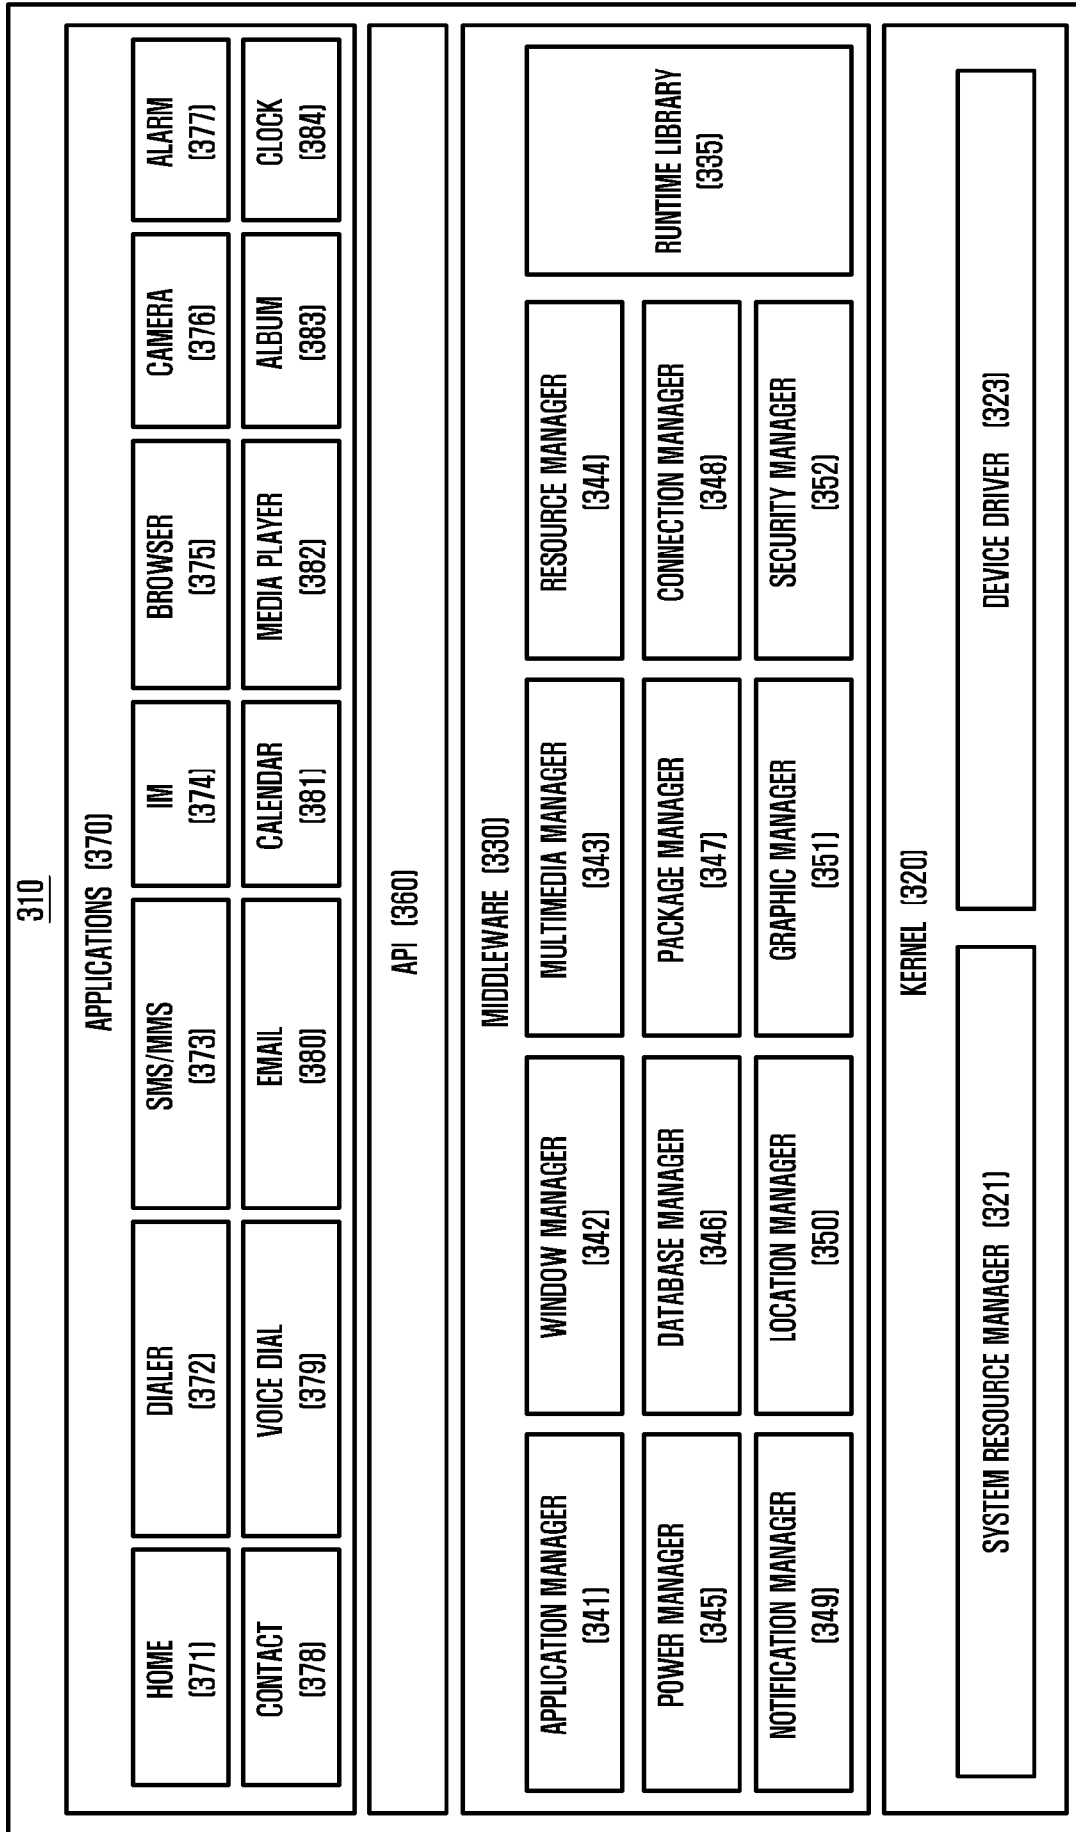 310
APPLICATIONS (370)
HOME
(371)
DIALER
(372)
SMS/MMS
(373)
IM
(374)
BROWSER
(375)
CAMERA
(376)
ALARM
(377)
CONTACT
(378)
VOICE DIAL
(379)
EMAIL
(380)
CALENDAR
(381)
MEDIA PLAYER
(382)
ALBUM
(383)
CLOCK
(384)
API (360)
MIDDLEWARE (330)
APPLICATION MANAGER
(341)
WINDOW MANAGER
(342)
MULTIMEDIA MANAGER
(343)
RESOURCE MANAGER
(344)
POWER MANAGER
(345)
DATABASE MANAGER
(346)
PACKAGE MANAGER
(347)
CONNECTION MANAGER
(348)
NOTIFICATION MANAGER
(349)
LOCATION MANAGER
(350)
GRAPHIC MANAGER
(351)
SECURITY MANAGER
(352)
RUNTIME LIBRARY
(335)
KERNEL (320)
SYSTEM RESOURCE MANAGER (321)
DEVICE DRIVER (323)